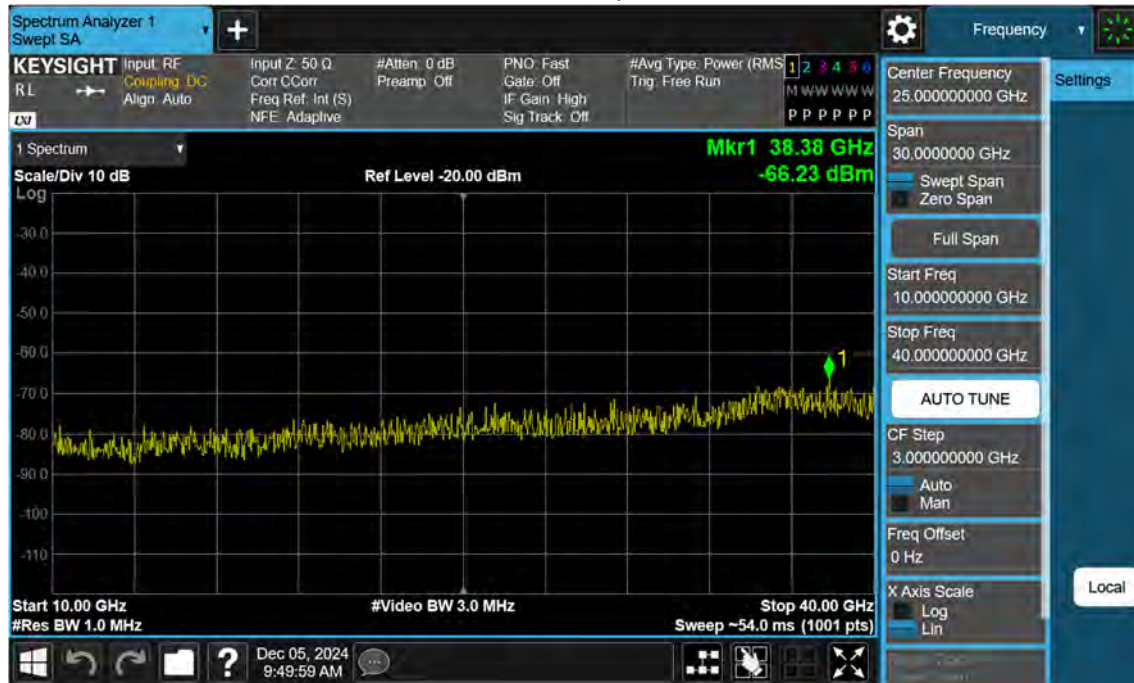 Spectrum Analyzer 1
Swept SA
Frequency
KEYSIGHT
RL
LXI
Input: RF
Coupling: DC
Align: Auto
Input Z: 50 Ω
Corr CCorr
Freq Ref: Int (S)
NFE: Adaptive
#Atten: 0 dB
Preamp: Off
PNO: Fast
Gate: Off
IF Gain: High
Sig Track: Off
#Avg Type: Power (RMS
Trig: Free Run
1 2 3 4 5 6
M W W W W W
P P P P P P
Center Frequency
25.000000000 GHz
Settings
1 Spectrum
Mkr1 38.38 GHz
-66.23 dBm
Scale/Div 10 dB
Ref Level -20.00 dBm
Log
-30.0
-40.0
-50.0
-60.0
-70.0
-80.0
-90.0
-100
-110
1
Start 10.00 GHz
#Video BW 3.0 MHz
Stop 40.00 GHz
#Res BW 1.0 MHz
Sweep ~54.0 ms (1001 pts)
Span
30.0000000 GHz
Swept Span
Zero Span
Full Span
Start Freq
10.000000000 GHz
Stop Freq
40.000000000 GHz
AUTO TUNE
CF Step
3.000000000 GHz
Auto
Man
Freq Offset
0 Hz
X Axis Scale
Log
Lin
Local
?
Dec 05, 2024
9:49:59 AM